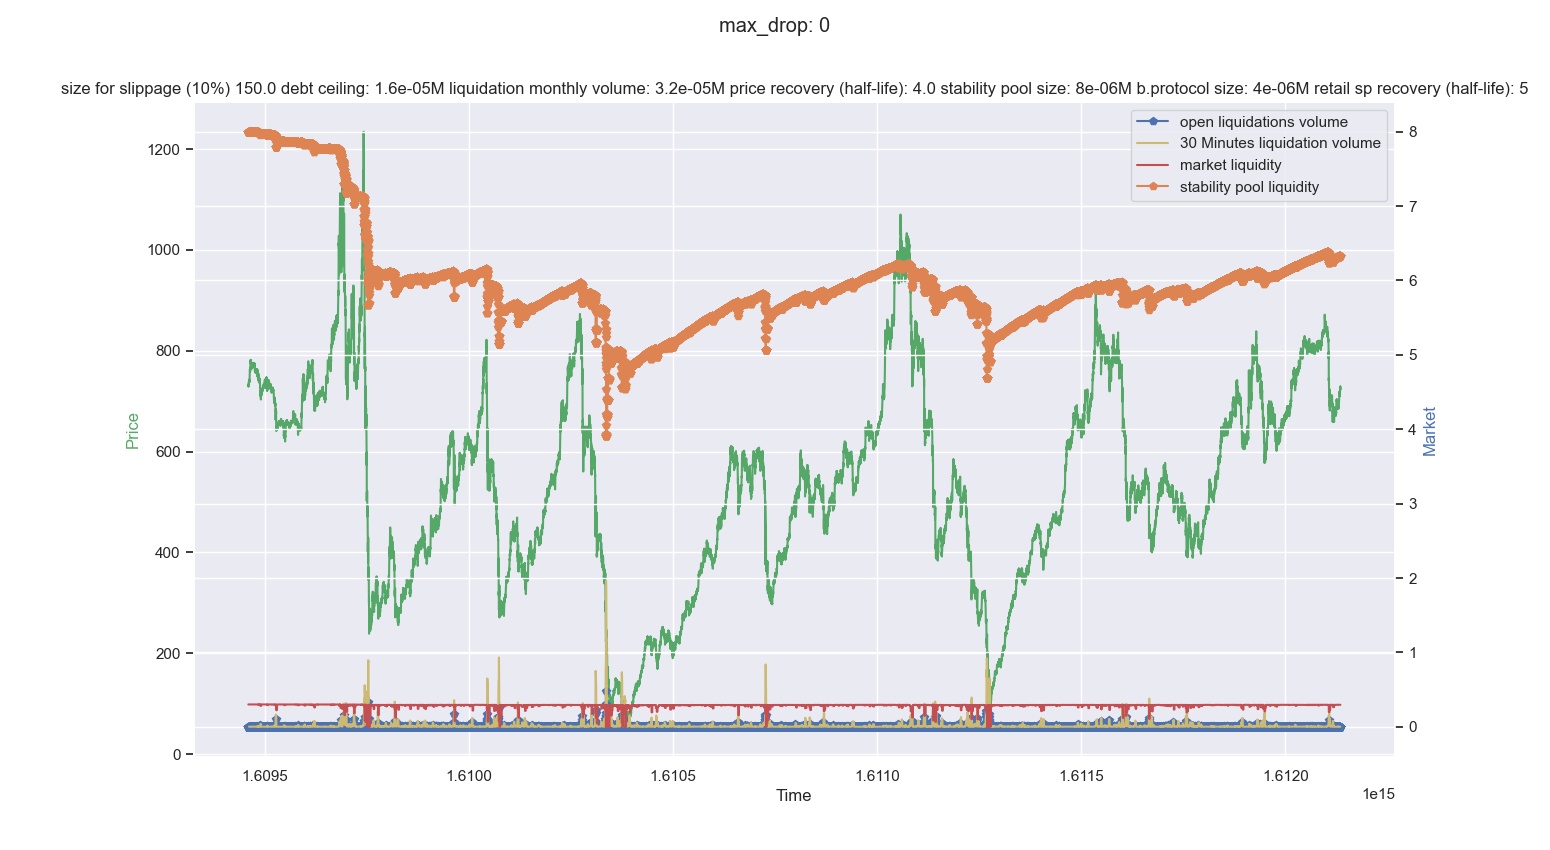 max_drop: 0
size for slippage (10%) 150.0 debt ceiling: 1.6e-05M liquidation monthly volume: 3.2e-05M price recovery (half-life): 4.0 stability pool size: 8e-06M b.protocol size: 4e-06M retail sp recovery (half-life): 5
open liquidations volume
30 Minutes liquidation volume
market liquidity
stability pool liquidity
1200
1000
800
600
400
200
0
Price
8
7
6
5
4
3
2
1
0
Market
1.6095
1.6100
1.6105
1.6110
1.6115
1.6120
Time
1e15